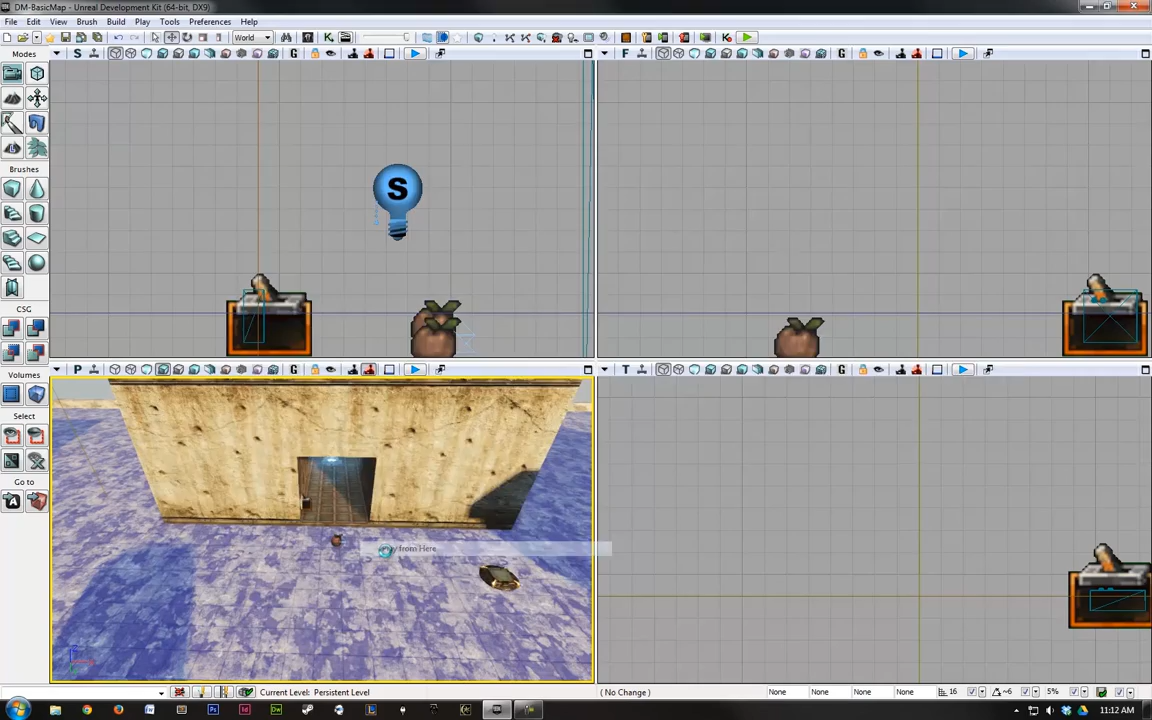 DM-BasicMap - Unreal Development Kit (64-bit, DX9)
File Edit View Brush Build Play Tools Preferences Help
World
Modes
S
G
F
G
Brushes
S
CSG
P
G
T
G
Volumes
Select
Go to
from Here
Current Level: Persistent Level
( No Change )
None
None
None
None
16
~6
5%
11:12 AM